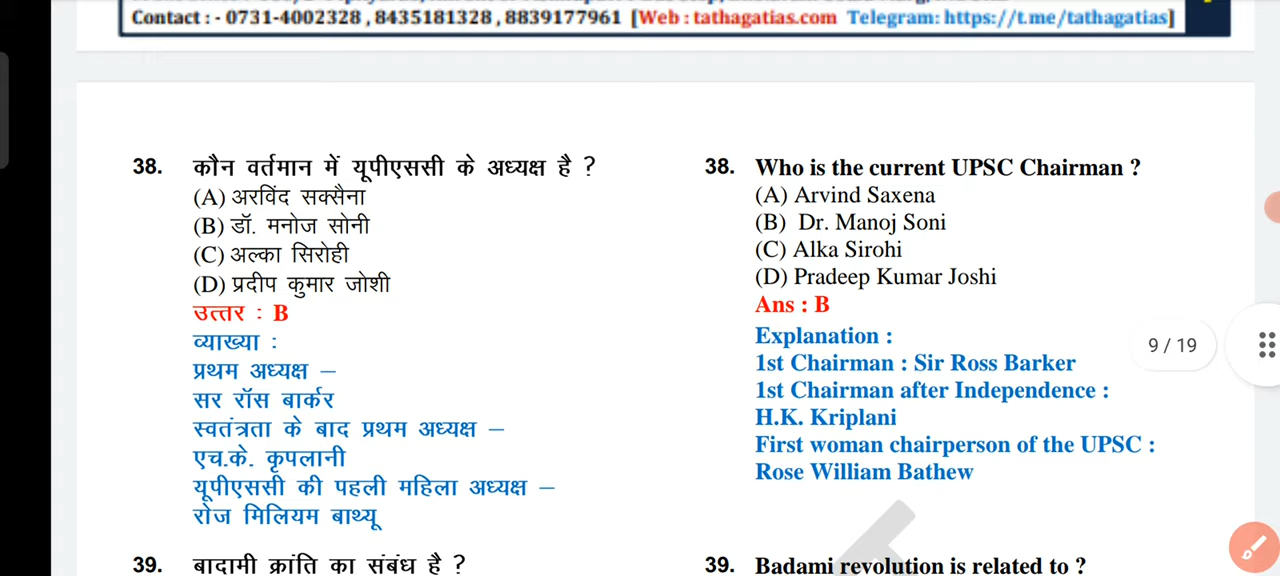 Contact : - 0731-4002328 , 8435181328 , 8839177961 [Web : tathagatias.com Telegram: https://t.me/tathagatias]
38. कौन वर्तमान में यूपीएससी के अध्यक्ष है ?
(A) अरविंद सक्सैना
(B) डॉ. मनोज सोनी
(C) अल्का सिरोही
(D) प्रदीप कुमार जोशी
उत्तर : B
व्याख्या :
प्रथम अध्यक्ष –
सर रॉस बार्कर
स्वतंत्रता के बाद प्रथम अध्यक्ष –
एच.के. कृपलानी
यूपीएससी की पहली महिला अध्यक्ष –
रोज मिलियम बाथ्यू
39. बादामी क्रांति का संबंध है ?
38. Who is the current UPSC Chairman ?
(A) Arvind Saxena
(B) Dr. Manoj Soni
(C) Alka Sirohi
(D) Pradeep Kumar Joshi
Ans : B
Explanation :
1st Chairman : Sir Ross Barker
1st Chairman after Independence :
H.K. Kriplani
First woman chairperson of the UPSC :
Rose William Bathew
39. Badami revolution is related to ?
9 / 19